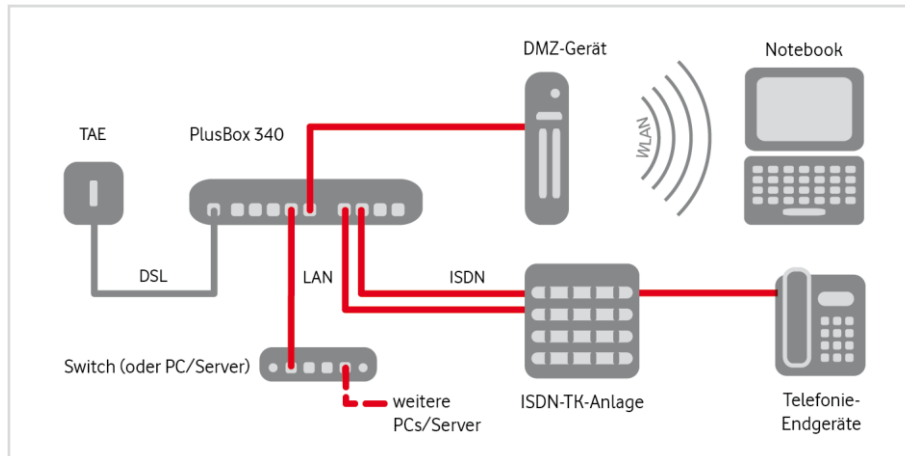 DMZ-Gerät
Notebook
TAE
PlusBox 340
WLAN
DSL
LAN
ISDN
Switch (oder PC/Server)
weitere
PCs/Server
ISDN-TK-Anlage
Telefonie-
Endgeräte